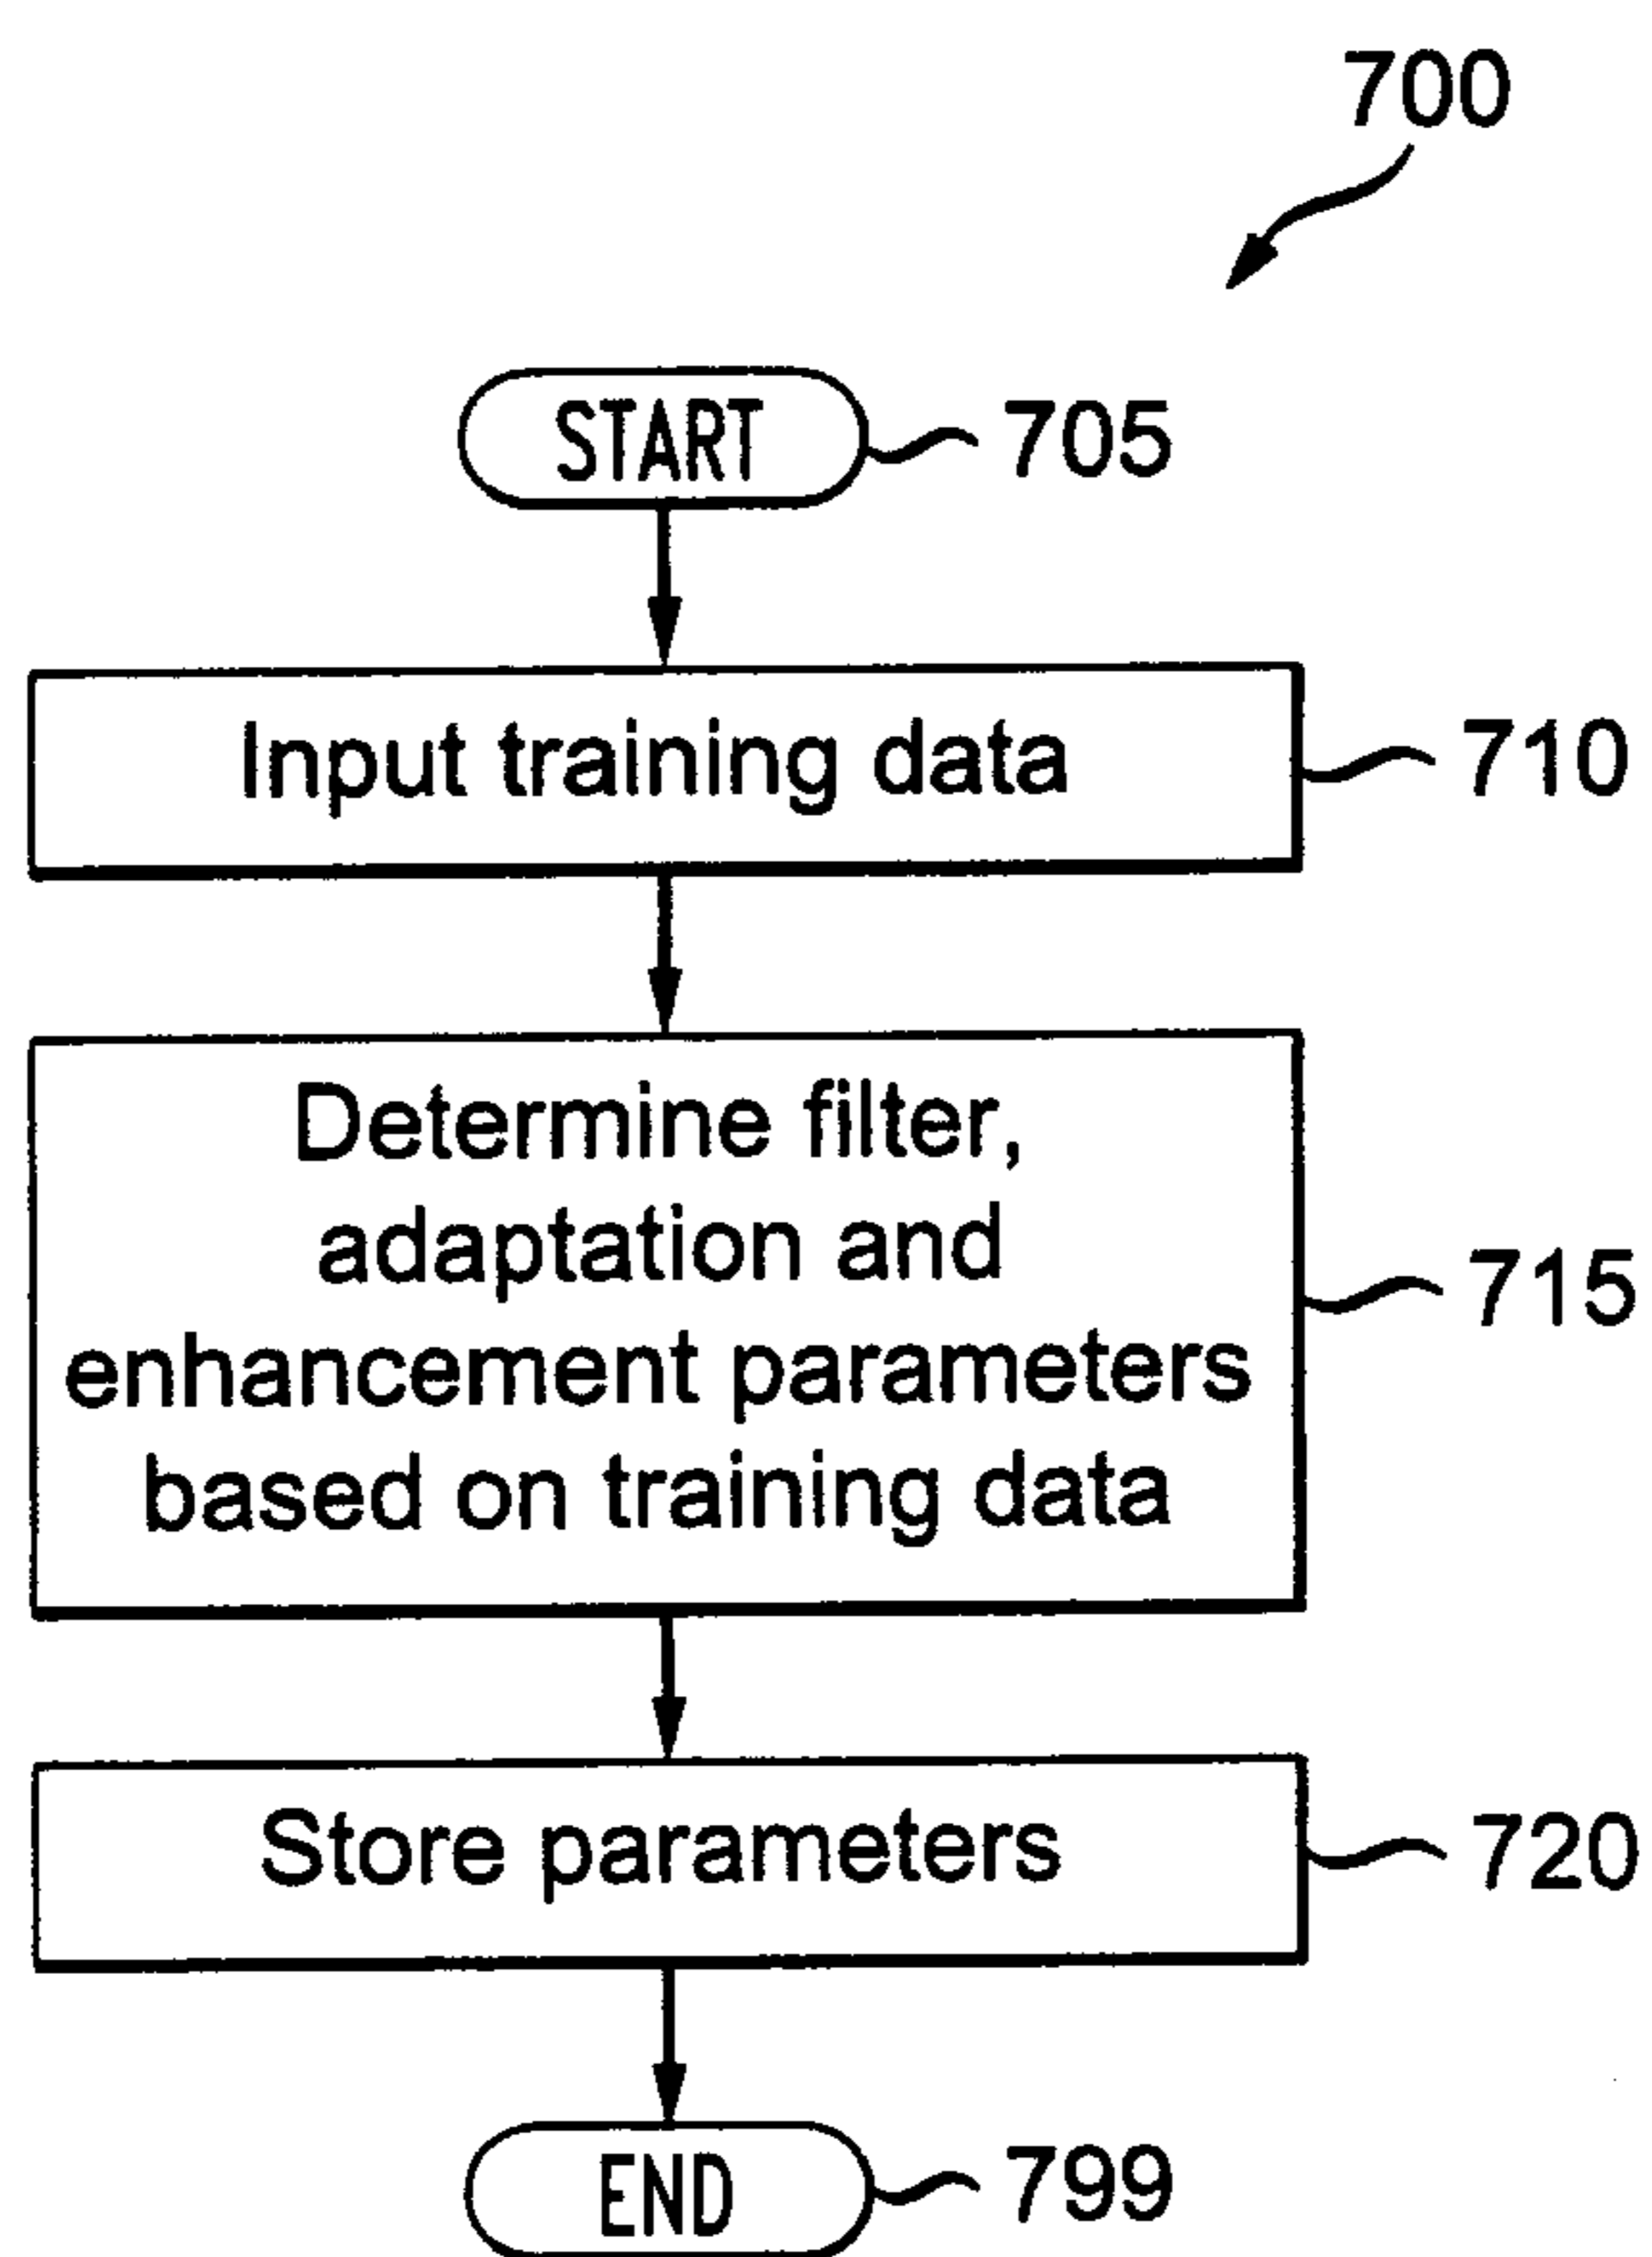 700
START
705
Input training data
710
Determine filter,
adaptation and
enhancement parameters
based on training data
715
Store parameters
720
END
799